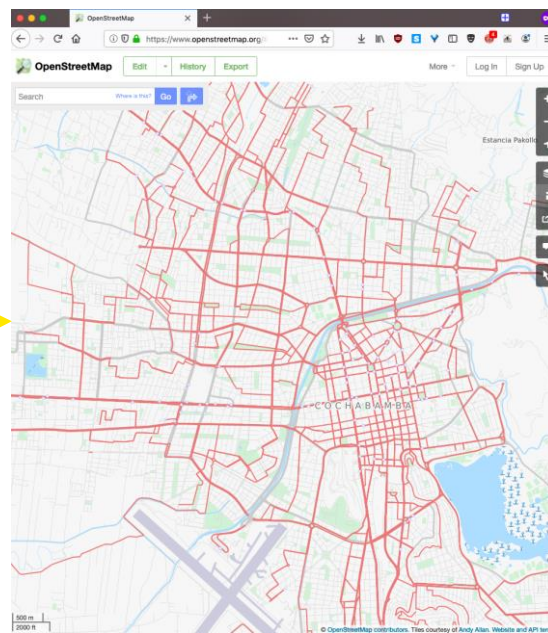 OpenStreetMap
https://www.openstreetmap.org/
OpenStreetMap
Edit
History
Export
More
Log In
Sign Up
Search
Where is this?
Go
Estancia Pakollo
COCHABAMBA
500 m
2000 ft
© OpenStreetMap contributors. Tiles courtesy of Andy Allan. Website and API